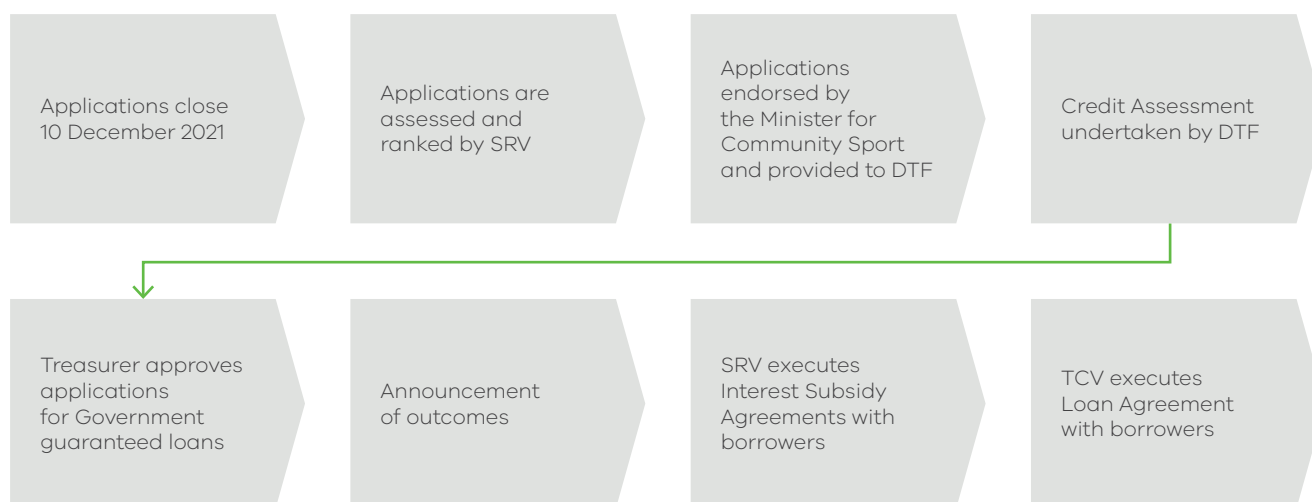 Applications close
10 December 2021
Applications are
assessed and
ranked by SRV
Applications
endorsed by
the Minister for
Community Sport
and provided to DTF
Credit Assessment
undertaken by DTF
Treasurer approves
applications
for Government
guaranteed loans
Announcement
of outcomes
SRV executes
Interest Subsidy
Agreements with
borrowers
TCV executes
Loan Agreement
with borrowers